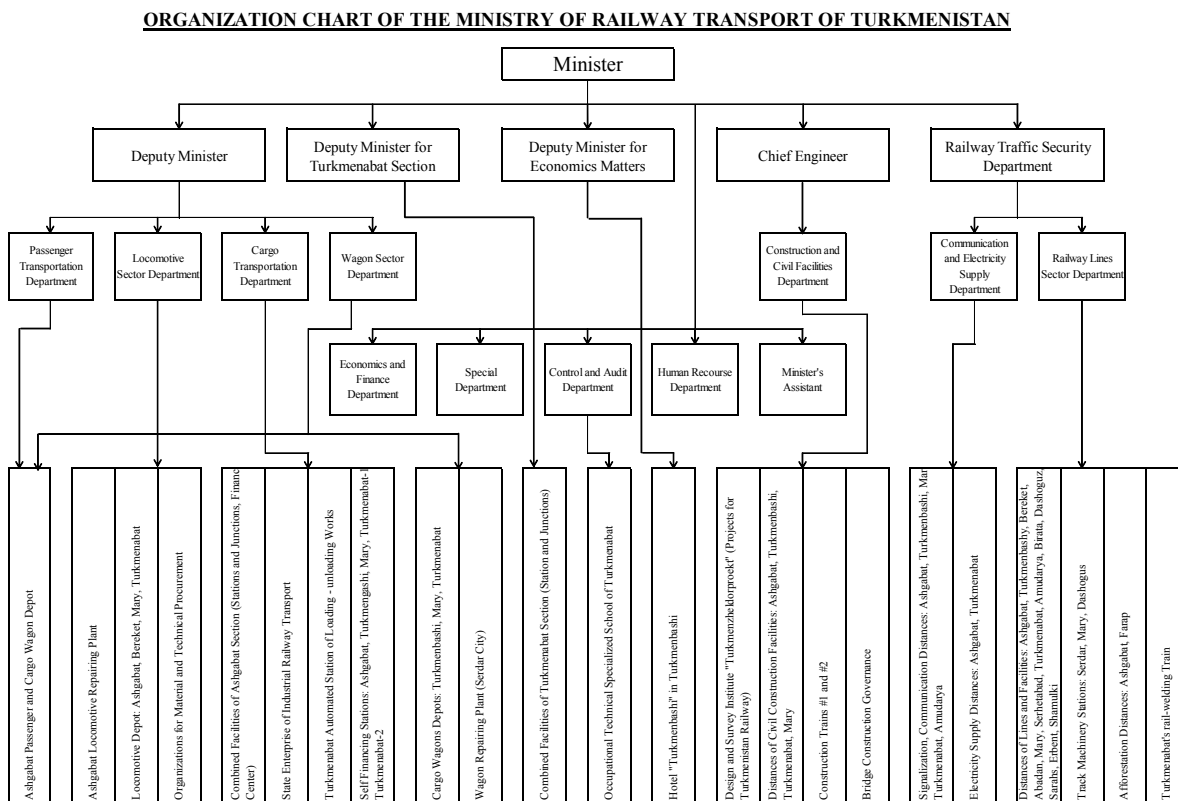 ORGANIZATION CHART OF THE MINISTRY OF RAILWAY TRANSPORT OF TURKMENISTAN
Minister
Deputy Minister
Deputy Minister for
Turkmenabat Section
Deputy Minister for
Economics Matters
Chief Engineer
Railway Traffic Security
Department
Passenger
Transportation
Department
Locomotive
Sector Department
Cargo
Transportation
Department
Wagon Sector
Department
Construction and
Civil Facilities
Department
Communication
and Electricity
Supply
Department
Railway Lines
Sector Department
Economics and
Finance
Department
Special
Department
Control and Audit
Department
Human Recourse
Department
Minister's
Assistant
Ashgabat Passenger and Cargo Wagon Depot
Ashgabat Locomotive Repairing Plant
Locomotive Depot: Ashgabat, Bereket, Mary, Turkmenabat
Organizations for Material and Technical Procurement
Combined Facilities of Ashgabat Section (Stations and Junctions, Financ
Center)
State Enterprise of Industrial Railway Transport
Turkmenabat Automated Station of Loading - unloading Works
Self Financing Stations: Ashgabat, Turkmengashi, Mary, Turkmenabat-1
Turkmenabat-2
Cargo Wagons Depots: Turkmenbashi, Mary, Turkmenabat
Wagon Repairing Plant (Serdar City)
Combined Facilities of Turkmenabat Section (Station and Junctions)
Occupational Technical Specialized School of Turkmenabat
Hotel "Turkmenbashi" in Turkmenbashi
Design and Survey Institute "Turkmenzheldorproekt" (Projects for
Turkmenistan Railway)
Distances of Civil Construction Facilities: Ashgabat, Turkmenbashi,
Turkmenabat, Mary
Construction Trains #1 and #2
Bridge Construction Governance
Signalization, Communication Distances: Ashgabat, Turkmenbashi, Mar
Turkmenabat, Amudarya
Electricity Supply Distances: Ashgabat, Turkmenabat
Distances of Lines and Facilities: Ashgabat, Turkmenbashy, Bereket,
Abadan, Mary, Serhetabad, Turkmenabat, Amudarya, Birata, Dashoguz,
Sarahs, Erbent, Shamulki
Track Machinery Stations: Serdar, Mary, Dashogus
Afforestation Distances: Ashgabat, Farap
Turkmenabat's rail-welding Train